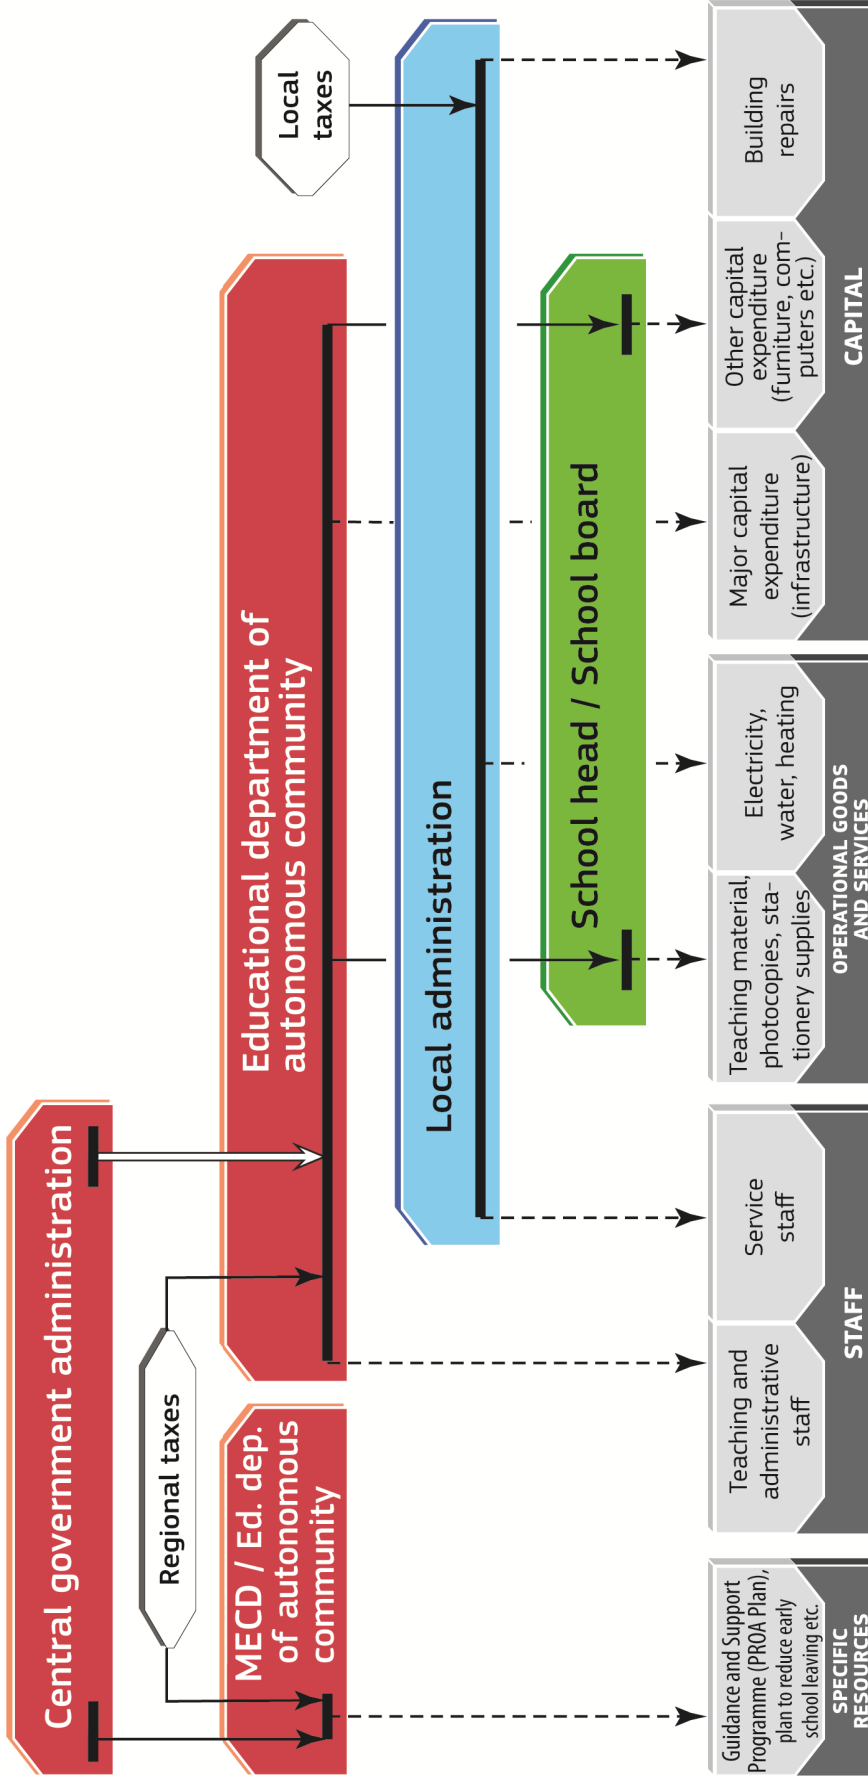 Central government administration
Regional taxes
MECD / Ed. dep.
of autonomous
community
Educational department of
autonomous community
Local
taxes
Local administration
School head / School board
Guidance and Support
Programme (PROA Plan),
plan to reduce early
school leaving etc.
Teaching and
administrative
staff
Service
staff
Teaching material,
photocopies, sta-
tionery supplies
Electricity,
water, heating
Major capital
expenditure
(infrastructure)
Other capital
expenditure
(furniture, com-
puters etc.)
Building
repairs
SPECIFIC
RESOURCES
STAFF
OPERATIONAL GOODS
AND SERVICES
CAPITAL